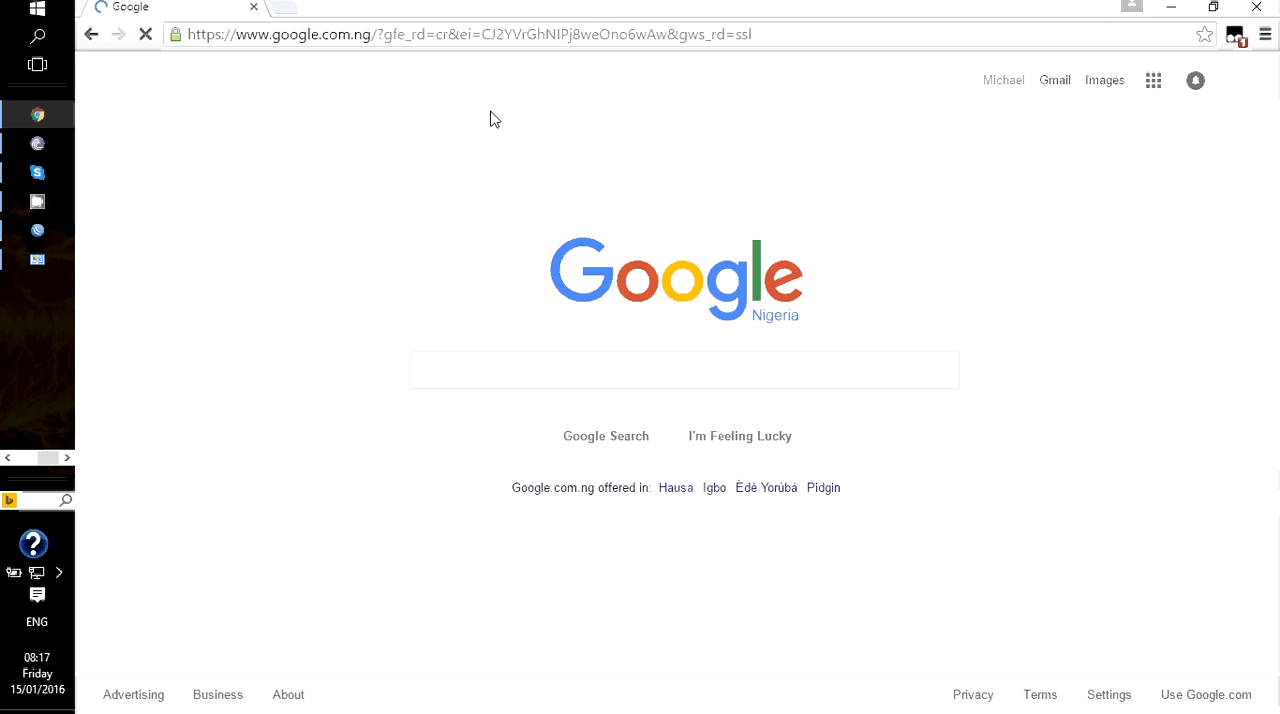 Google
https://www.google.com.ng/?gfe_rd=cr&ei=CJ2YVrGhNIPj8weOno6wAw&gws_rd=ssl
Michael Gmail Images
Google
Nigeria
Google Search I'm Feeling Lucky
Google.com.ng offered in: Hausa Igbo Èdè Yorùbá Pidgin
ENG
08:17
Friday
15/01/2016
Advertising Business About Privacy Terms Settings Use Google.com